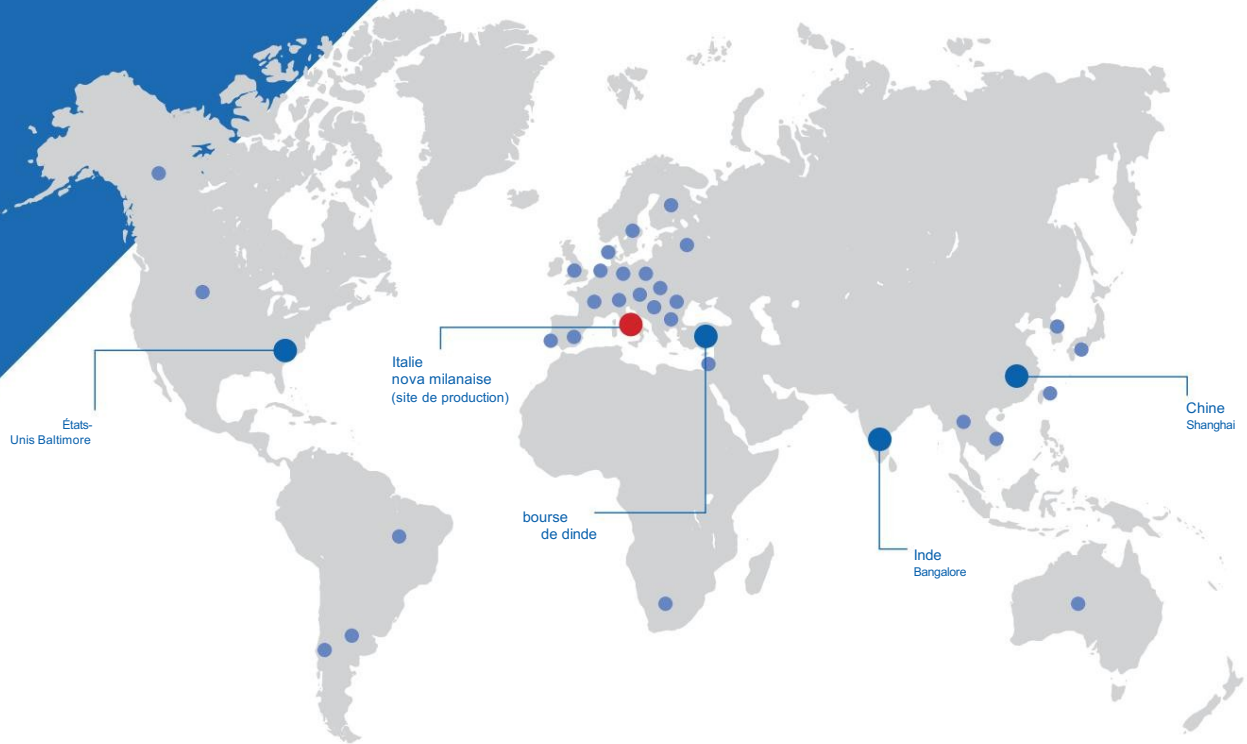 États-
Unis Baltimore
Italie
nova milanaise
(site de production)
bourse
de dinde
Inde
Bangalore
Chine
Shanghai